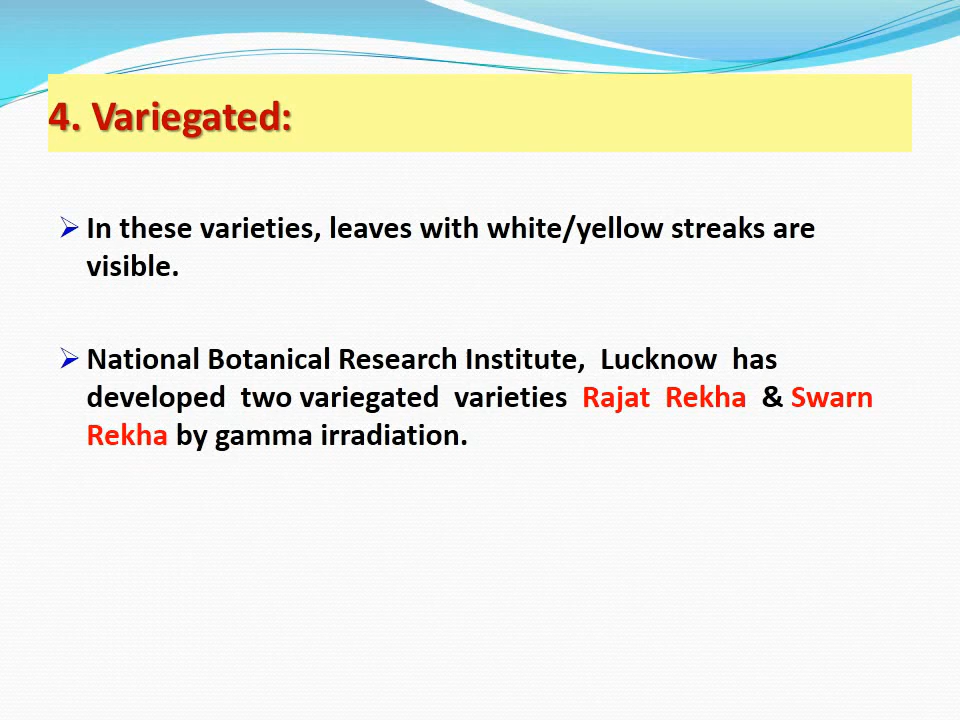 4. Variegated:
➢ In these varieties, leaves with white/yellow streaks are
visible.
➢ National Botanical Research Institute, Lucknow has
developed two variegated varieties Rajat Rekha & Swarn
Rekha by gamma irradiation.